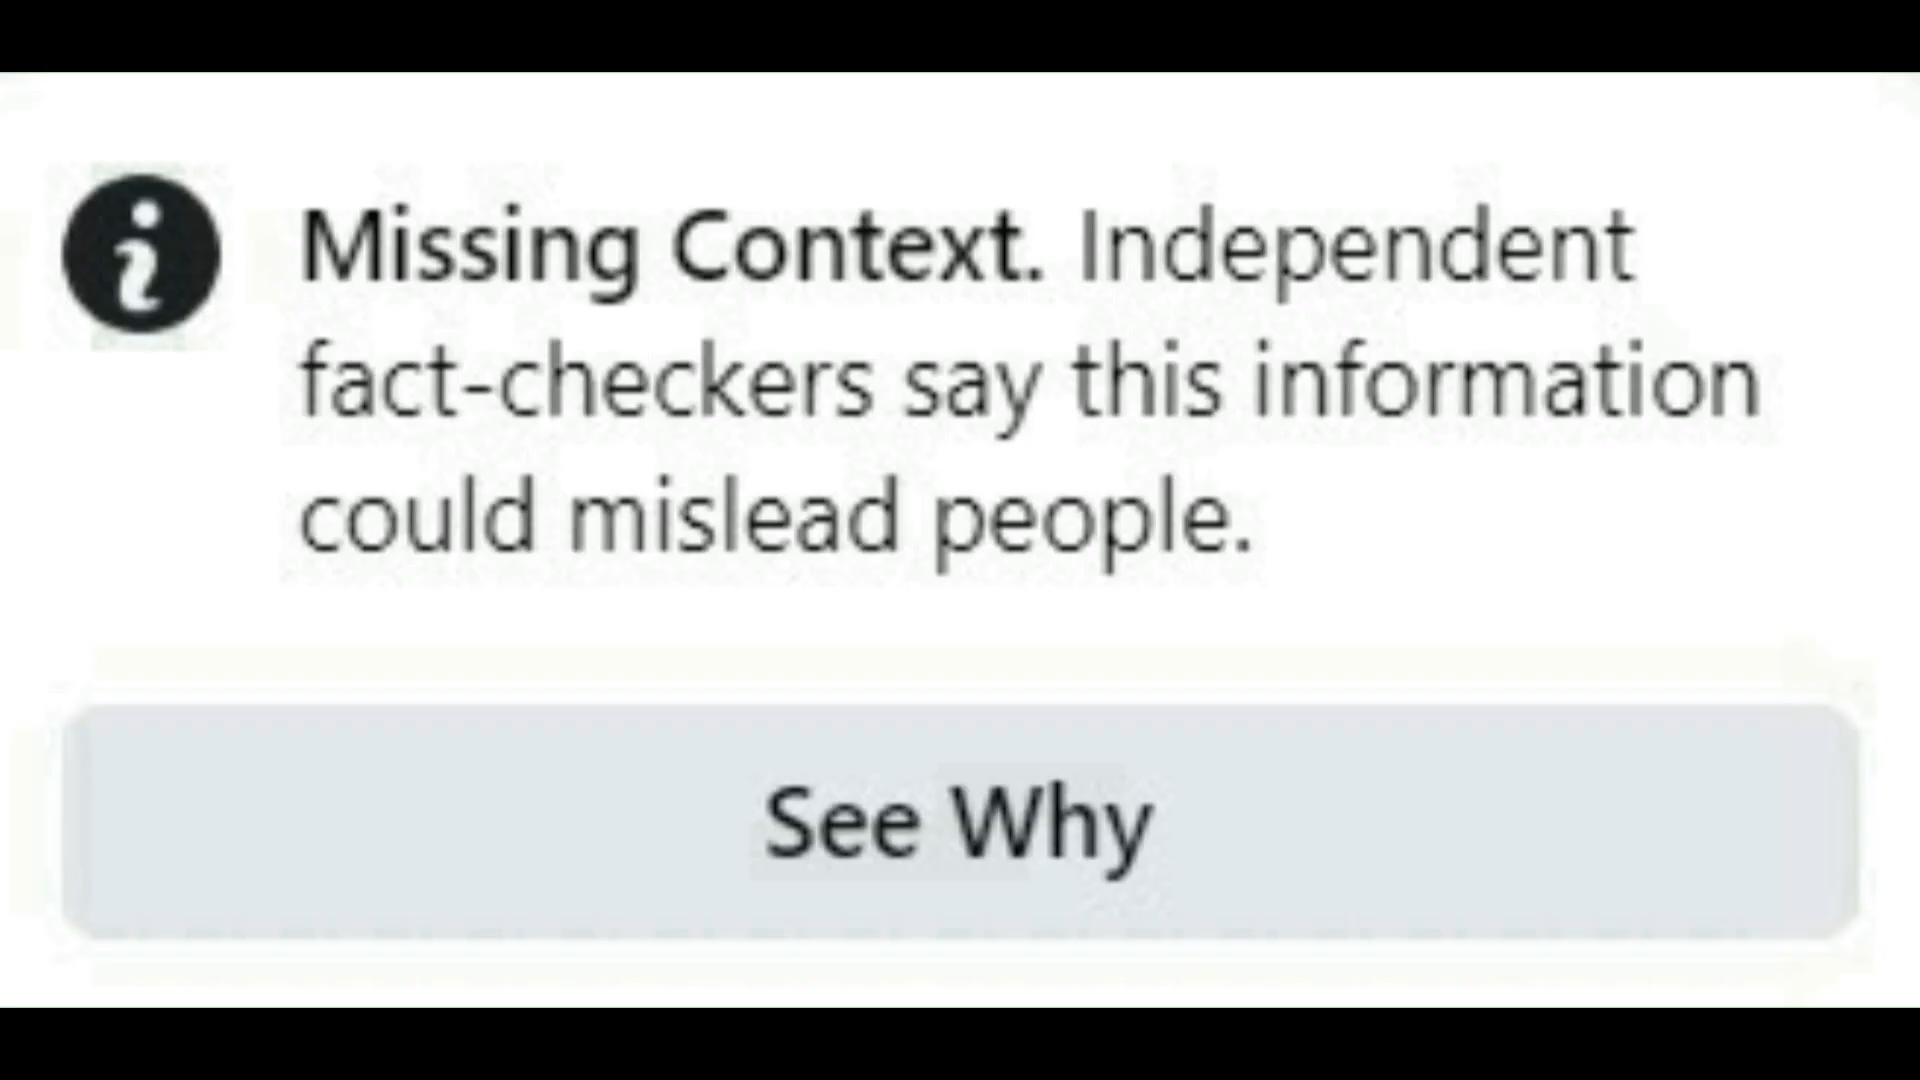 Missing Context. Independent
fact-checkers say this information
could mislead people.
See Why